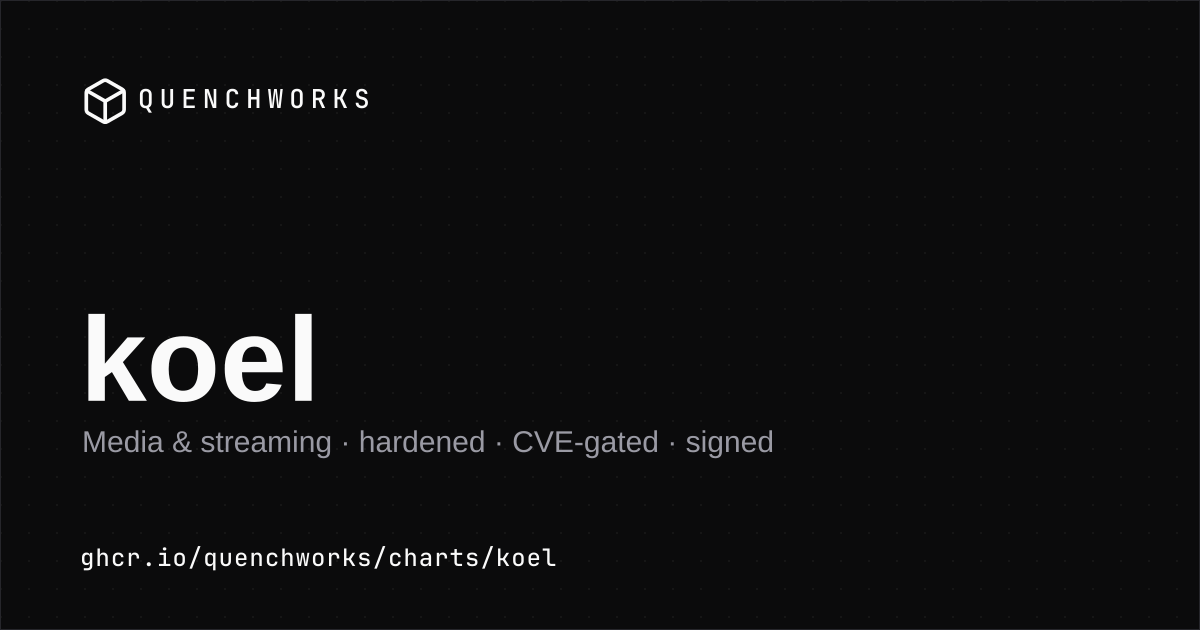 QUENCHWORKS
koel
Media & streaming · hardened · CVE-gated · signed
ghcr.io/quenchworks/charts/koel